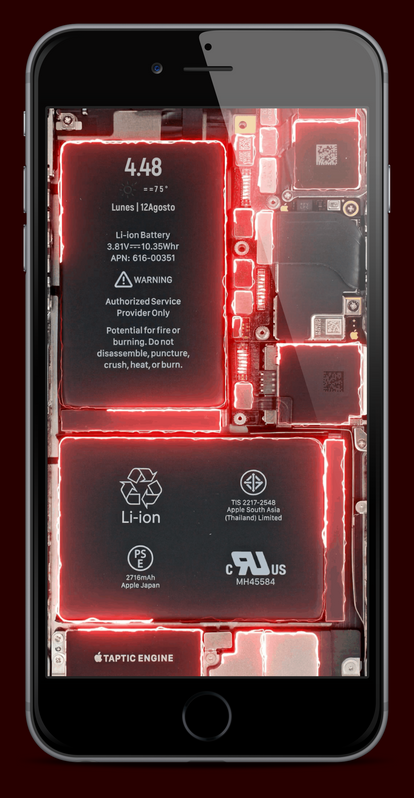 4.48
==75°
Lunes | 12Agosto
Li-ion Battery
3.81V⎓10.35Whr
APN: 616-00351
WARNING
Authorized Service
Provider Only
Potential for fire or
burning. Do not
disassemble, puncture,
crush, heat, or burn.
Li-ion
TIS 2217-2548
Apple South Asia
(Thailand) Limited
PS
E
2716mAh
Apple Japan
c RU US
MH45584
TAPTIC ENGINE